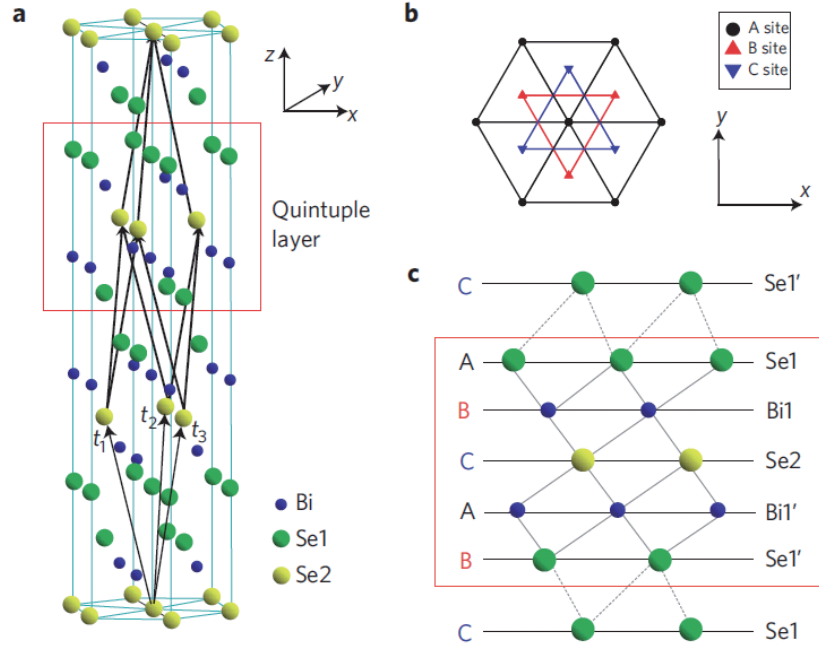 a
z
y
x
Quintuple
layer
t1
t2
t3
Bi
Se1
Se2
b
A site
B site
C site
y
x
c
C Se1′
A Se1
B Bi1
C Se2
A Bi1′
B Se1′
C Se1